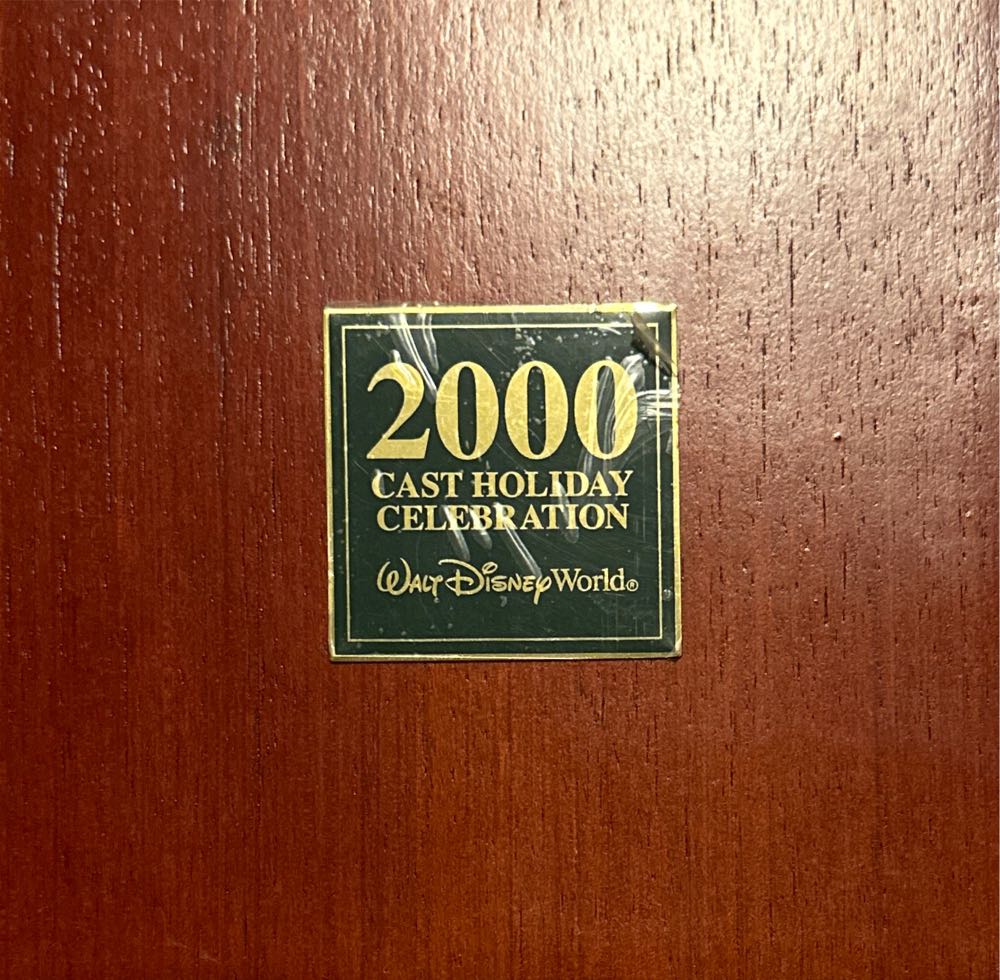 2000
CAST HOLIDAY
CELEBRATION
WALT DISNEY World®